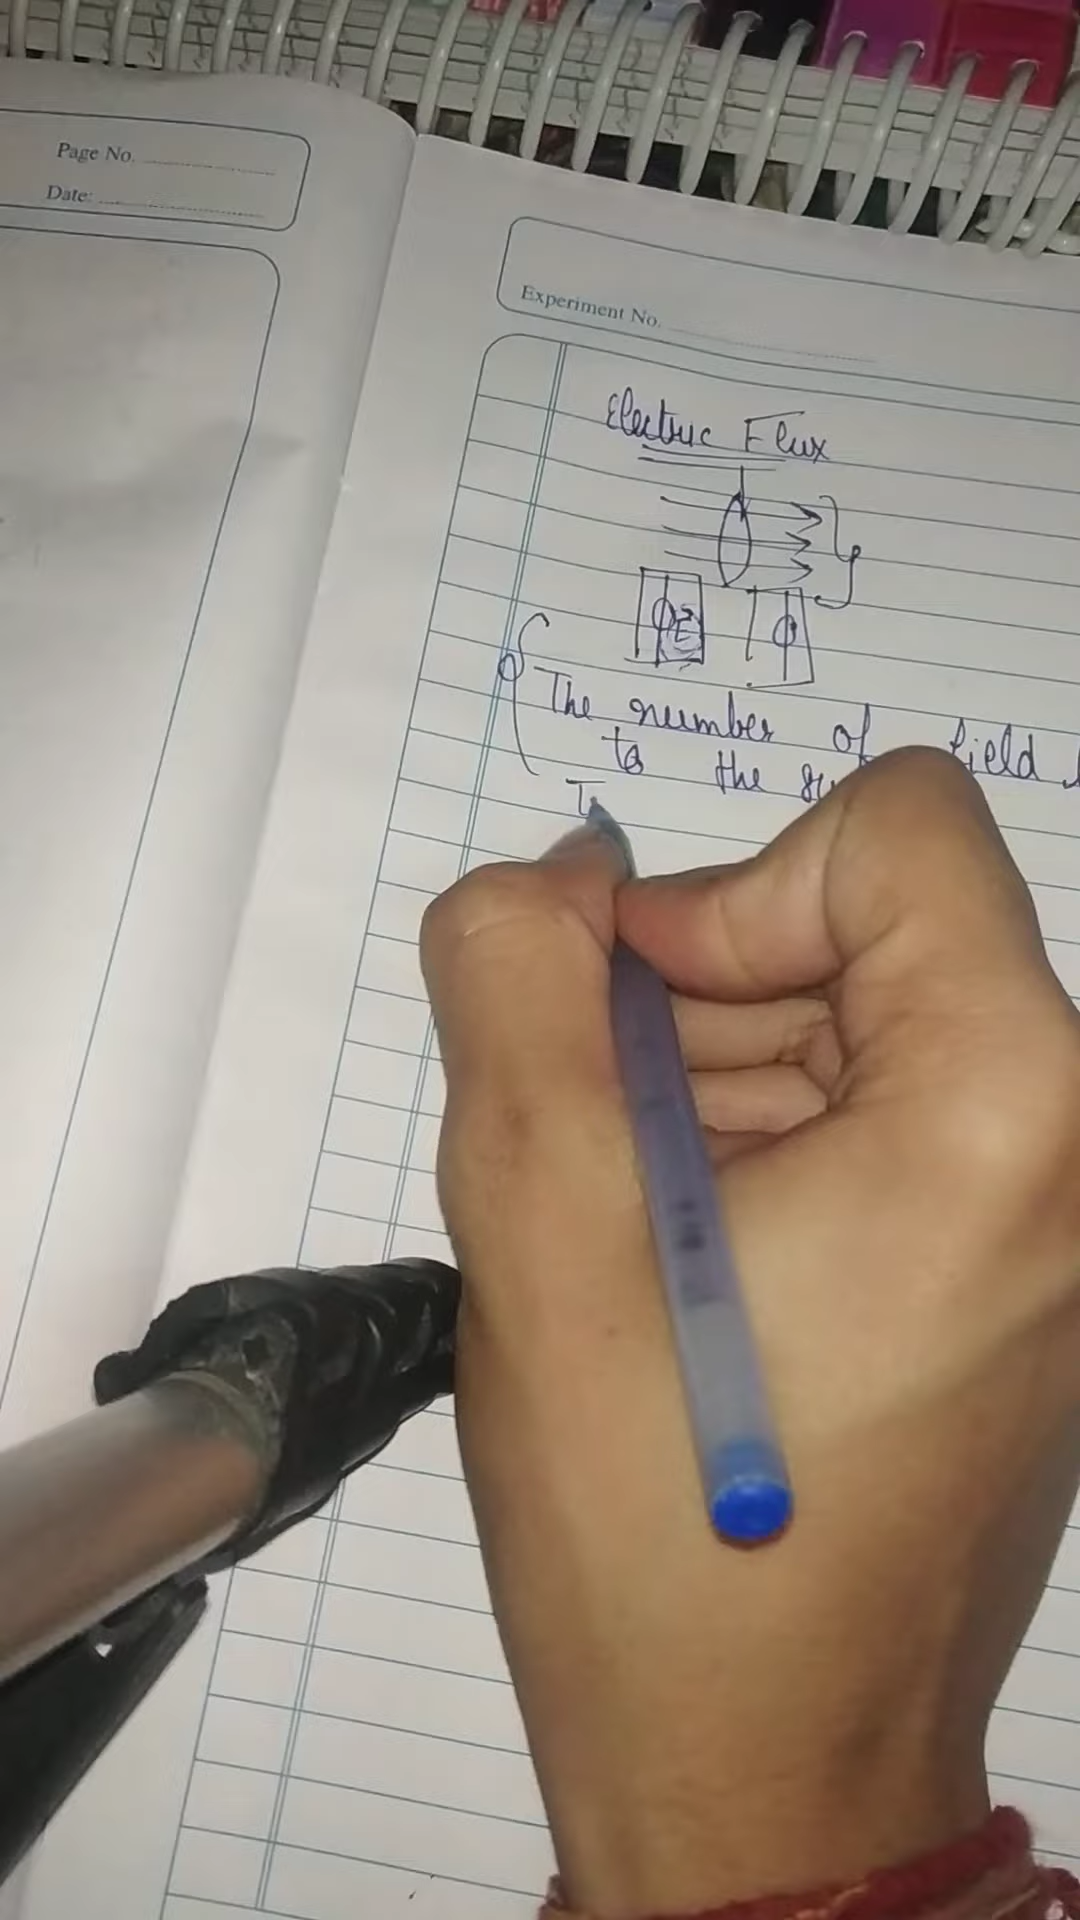 Page No.
Date:
Experiment No.
Electric Flux
ϕE ϕ
The number of field
to the